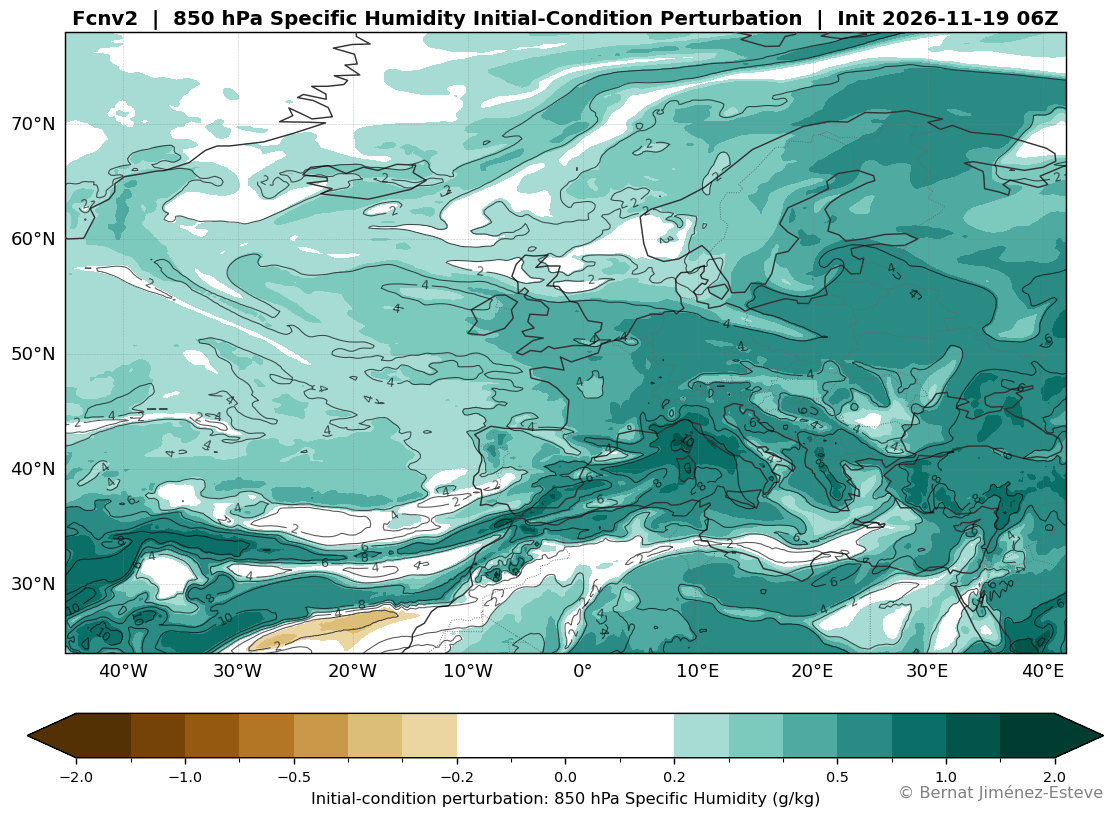 Fcnv2 | 850 hPa Specific Humidity Initial-Condition Perturbation | Init 2026-11-19 06Z
70°N
60°N
50°N
40°N
30°N
40°W 30°W 20°W 10°W 0° 10°E 20°E 30°E 40°E
−2.0 −1.0 −0.5 −0.2 0.0 0.2 0.5 1.0 2.0
Initial-condition perturbation: 850 hPa Specific Humidity (g/kg)
© Bernat Jiménez-Esteve